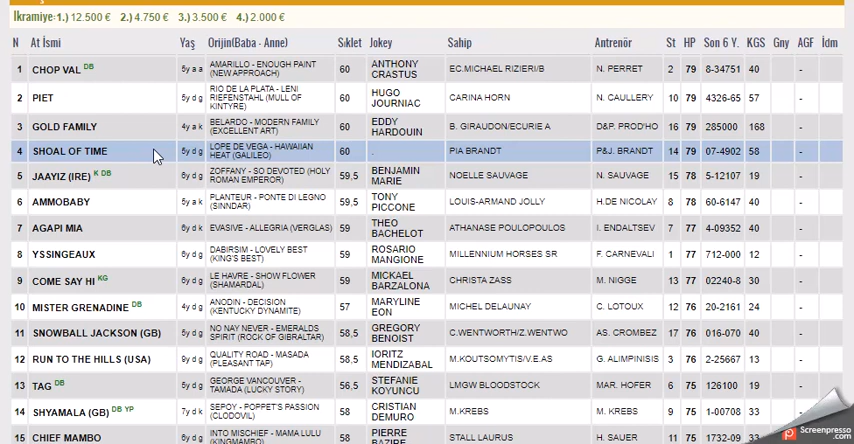 İkramiye:1.) 12.500 € 2.) 4.750 € 3.) 3.500 € 4.) 2.000 €
N At İsmi Yaş Orijin(Baba - Anne) Sıklet Jokey Sahip Antrenör St HP Son 6 Y. KGS Gny AGF İdm
1 CHOP VAL DB 5y a a AMARILLO - ENOUGH PAINT (NEW APPROACH) 60 ANTHONY CRASTUS EC.MICHAEL RIZIERI/B N. PERRET 2 79 8-34751 40 -
2 PIET 5y d g RIO DE LA PLATA - LENI RIEFENSTAHL (MULL OF KINTYRE) 60 HUGO JOURNIAC CARINA HORN N. CAULLERY 10 79 4326-65 57 -
3 GOLD FAMILY 4y a k BELARDO - MODERN FAMILY (EXCELLENT ART) 60 EDDY HARDOUIN B. GIRAUDON/ECURIE A D&P. PROD'HO 16 79 285000 168 -
4 SHOAL OF TIME 5y d g LOPE DE VEGA - HAWAIIAN HEAT (GALILEO) 60 . PIA BRANDT P&J. BRANDT 14 79 07-4902 58 -
5 JAAYIZ (IRE) K DB 6y d g ZOFFANY - SO DEVOTED (HOLY ROMAN EMPEROR) 59,5 BENJAMIN MARIE NOELLE SAUVAGE N. SAUVAGE 15 78 5-12107 19 -
6 AMMOBABY 5y a k PLANTEUR - PONTE DI LEGNO (SINNDAR) 59,5 TONY PICCONE LOUIS-ARMAND JOLLY H.DE NICOLAY 8 78 60-6147 40 -
7 AGAPI MIA 6y d k EVASIVE - ALLEGRIA (VERGLAS) 59 THEO BACHELOT ATHANASE POULOPOULOS I. ENDALTSEV 7 77 4-09352 40 -
8 YSSINGEAUX 6y d g DABIRSIM - LOVELY BEST (KING'S BEST) 59 ROSARIO MANGIONE MILLENNIUM HORSES SR F. CARNEVALI 1 77 712-000 12 -
9 COME SAY HI KG 6y d k LE HAVRE - SHOW FLOWER (SHAMARDAL) 59 MICKAEL BARZALONA CHRISTA ZASS M. NIGGE 13 77 02240-8 30 -
10 MISTER GRENADINE DB 4y d g ANODIN - DECISION (KENTUCKY DYNAMITE) 57 MARYLINE EON MICHEL DELAUNAY C. LOTOUX 12 76 20-2161 24 -
11 SNOWBALL JACKSON (GB) 5y d g NO NAY NEVER - EMERALDS SPIRIT (ROCK OF GIBRALTAR) 58,5 GREGORY BENOIST C.WENTWORTH/Z.WENTWO AS. CROMBEZ 17 76 016-070 40 -
12 RUN TO THE HILLS (USA) 9y d g QUALITY ROAD - MASADA (PLEASANT TAP) 58,5 IORITZ MENDIZABAL M.KOUTSOMYTIS/V.E.AS G. ALIMPINISIS 3 76 2-25667 13 -
13 TAG DB 5y d g GEORGE VANCOUVER - TAMADA (LUCKY STORY) 56,5 STEFANIE KOYUNCU LMGW BLOODSTOCK MAR. HOFER 6 75 126100 19 -
14 SHYAMALA (GB) DB YP 7y d k SEPOY - POPPET'S PASSION (CLODOVIL) 58 CRISTIAN DEMURO M.KREBS M. KREBS 9 75 1-00708 33
15 CHIEF MAMBO 6y d g INTO MISCHIEF - MAMA LULU (KINGMAMBO) 58 PIERRE BAZIRE STALL LAURUS H. SAUER 11 75 1732-09 33
Screenpresso
.com